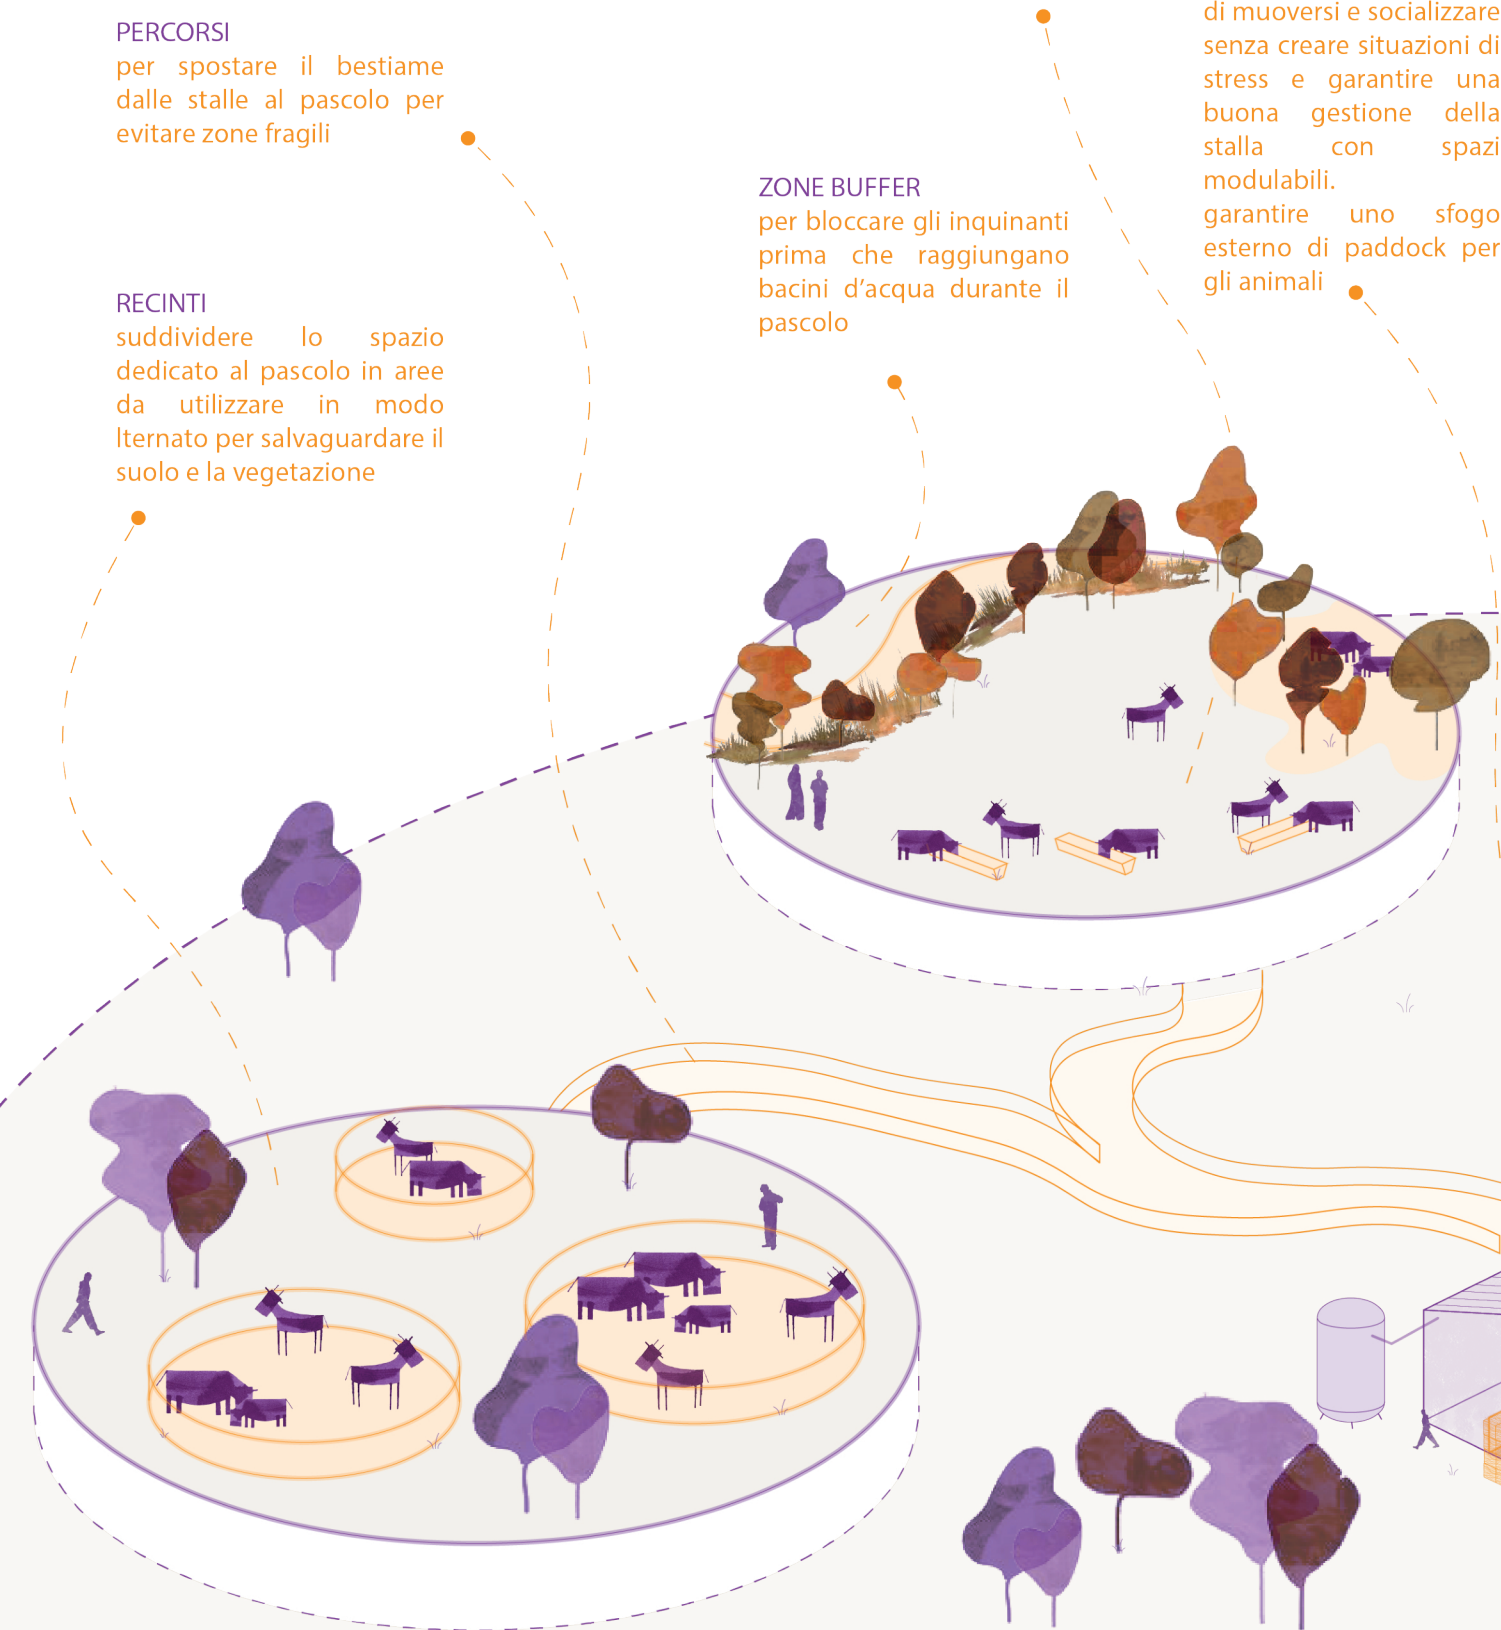 PERCORSI
per spostare il bestiame
dalle stalle al pascolo per
evitare zone fragili
RECINTI
suddividere lo spazio
dedicato al pascolo in aree
da utilizzare in modo
lternato per salvaguardare il
suolo e la vegetazione
ZONE BUFFER
per bloccare gli inquinanti
prima che raggiungano
bacini d'acqua durante il
pascolo
di muoversi e socializzare
senza creare situazioni di
stress e garantire una
buona gestione della
stalla con spazi
modulabili.
garantire uno sfogo
esterno di paddock per
gli animali